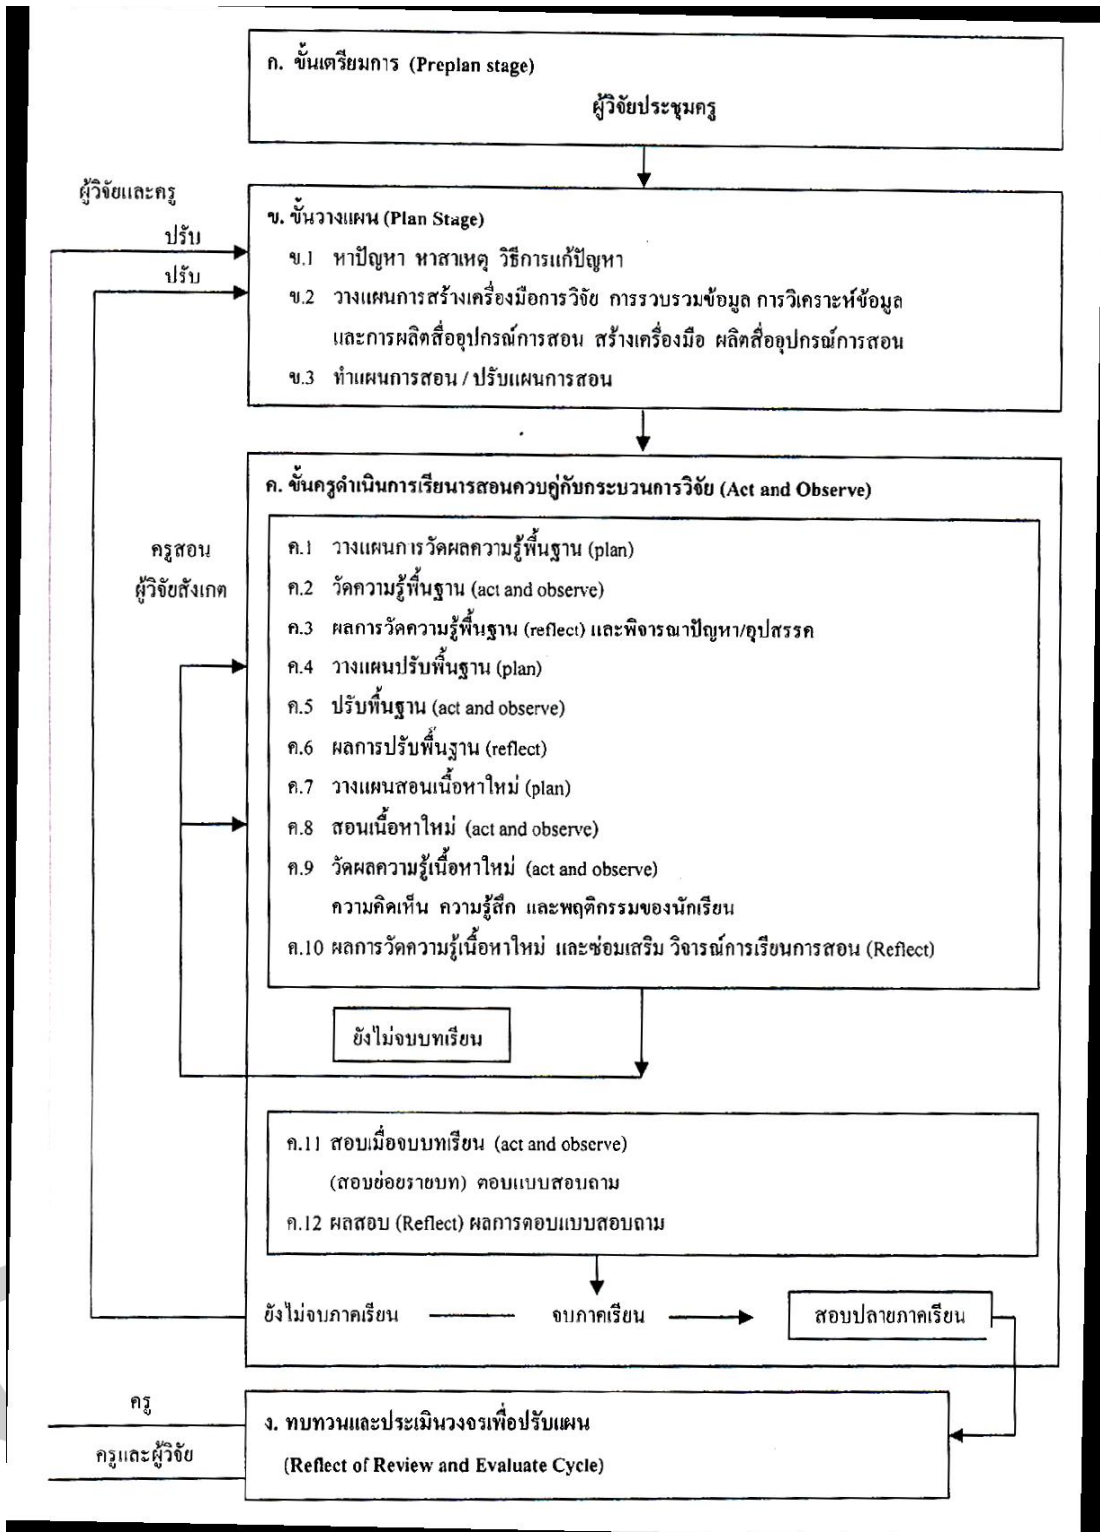 ก. ขั้นเตรียมการ (Preplan stage)
ผู้วิจัยประชุมครู
ผู้วิจัยและครู
ปรับ
ปรับ
ข. ขั้นวางแผน (Plan Stage)
ข.1 หาปัญหา หาสาเหตุ วิธีการแก้ปัญหา
ข.2 วางแผนการสร้างเครื่องมือการวิจัย การรวบรวมข้อมูล การวิเคราะห์ข้อมูล
และการผลิตสื่ออุปกรณ์การสอน สร้างเครื่องมือ ผลิตสื่ออุปกรณ์การสอน
ข.3 ทำแผนการสอน / ปรับแผนการสอน
ค. ขั้นครูดำเนินการเรียนารสอนควบคู่กับกระบวนการวิจัย (Act and Observe)
ครูสอน
ผู้วิจัยสังเกต
ค.1 วางแผนการวัดผลความรู้พื้นฐาน (plan)
ค.2 วัดความรู้พื้นฐาน (act and observe)
ค.3 ผลการวัดความรู้พื้นฐาน (reflect) และพิจารณาปัญหา/อุปสรรค
ค.4 วางแผนปรับพื้นฐาน (plan)
ค.5 ปรับพื้นฐาน (act and observe)
ค.6 ผลการปรับพื้นฐาน (reflect)
ค.7 วางแผนสอนเนื้อหาใหม่ (plan)
ค.8 สอนเนื้อหาใหม่ (act and observe)
ค.9 วัดผลความรู้เนื้อหาใหม่ (act and observe)
ความคิดเห็น ความรู้สึก และพฤติกรรมของนักเรียน
ค.10 ผลการวัดความรู้เนื้อหาใหม่ และซ่อมเสริม วิจารณ์การเรียนการสอน (Reflect)
ยังไม่จบบทเรียน
ค.11 สอบเมื่อจบบทเรียน (act and observe)
(สอบย่อยรายบท) ตอบแบบสอบถาม
ค.12 ผลสอบ (Reflect) ผลการตอบแบบสอบถาม
ยังไม่จบภาคเรียน จบภาคเรียน สอบปลายภาคเรียน
ครู
ครูและผู้วิจัย
ง. ทบทวนและประเมินวงจรเพื่อปรับแผน
(Reflect of Review and Evaluate Cycle)